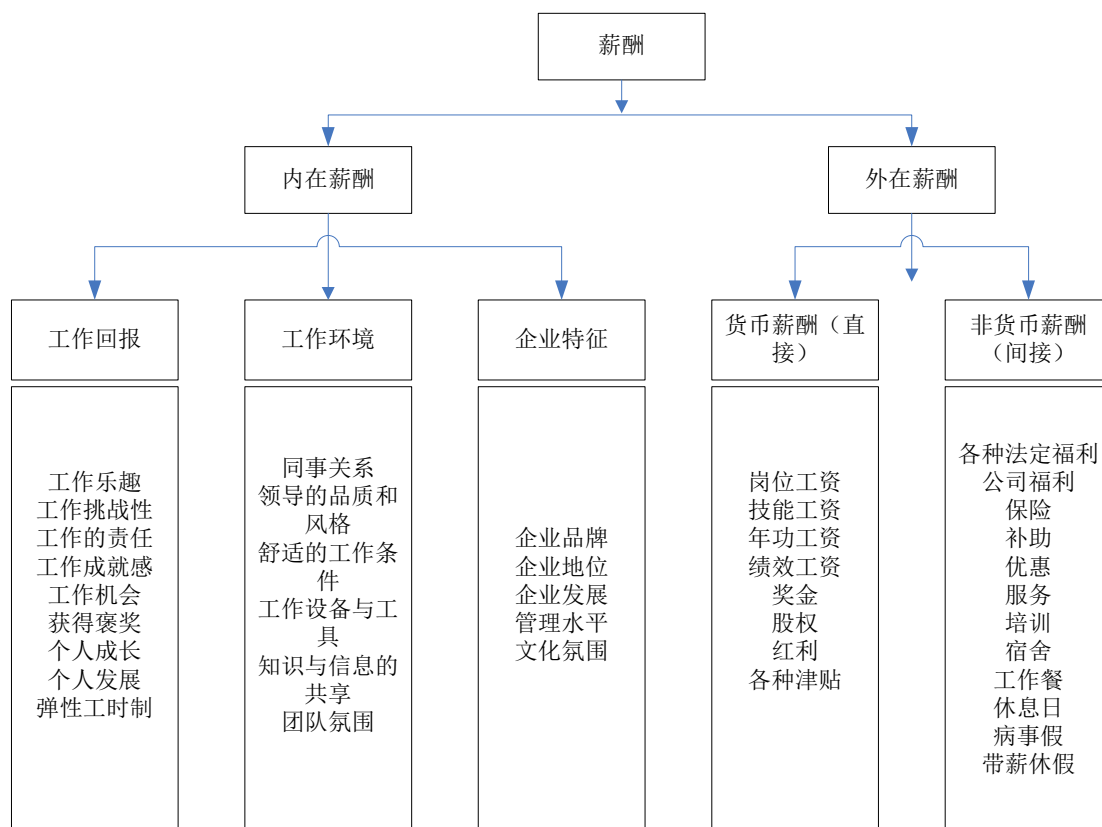 薪酬
内在薪酬
外在薪酬
工作回报
工作环境
企业特征
货币薪酬（直
接）
非货币薪酬
（间接）
工作乐趣
工作挑战性
工作的责任
工作成就感
工作机会
获得褒奖
个人成长
个人发展
弹性工时制
同事关系
领导的品质和
风格
舒适的工作条
件
工作设备与工
具
知识与信息的
共享
团队氛围
企业品牌
企业地位
企业发展
管理水平
文化氛围
岗位工资
技能工资
年功工资
绩效工资
奖金
股权
红利
各种津贴
各种法定福利
公司福利
保险
补助
优惠
服务
培训
宿舍
工作餐
休息日
病事假
带薪休假